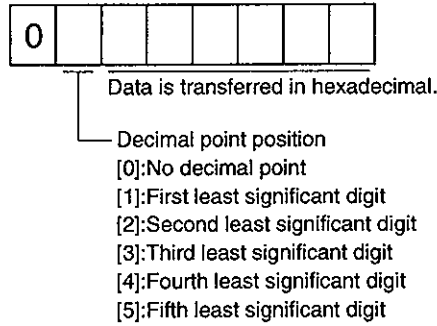 0
Data is transferred in hexadecimal.
Decimal point position
[0]:No decimal point
[1]:First least significant digit
[2]:Second least significant digit
[3]:Third least significant digit
[4]:Fourth least significant digit
[5]:Fifth least significant digit